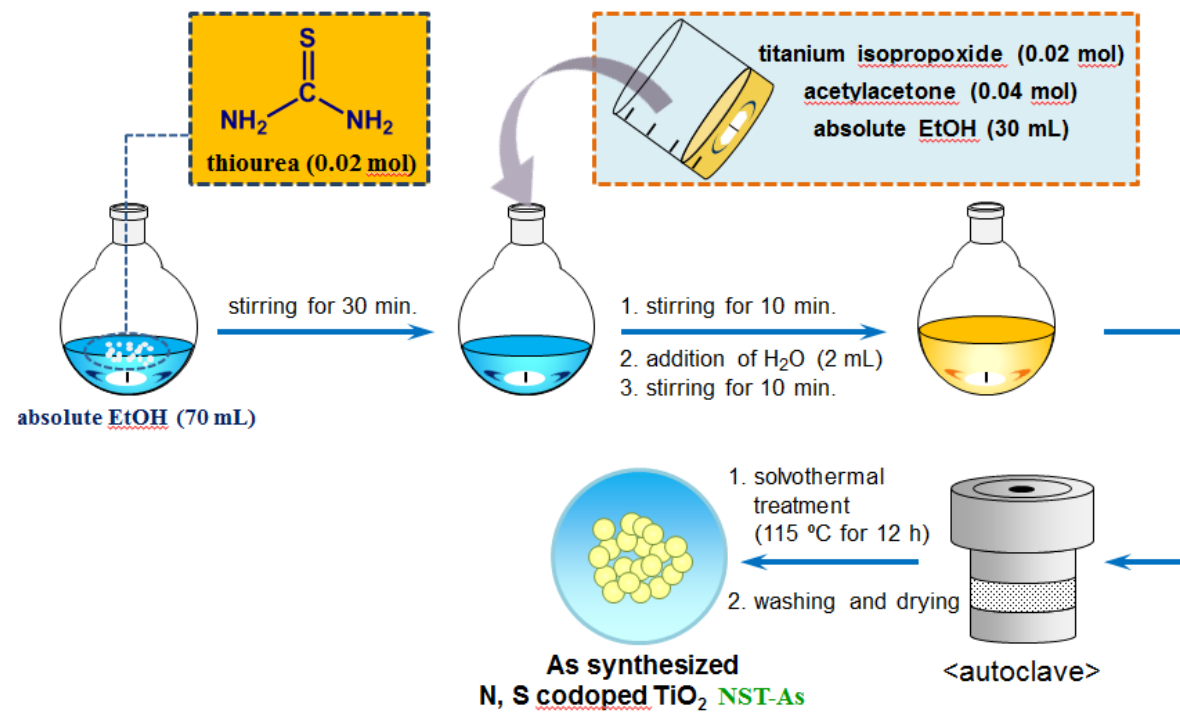 S
C
NH₂ NH₂
thiourea (0.02 mol)
titanium isopropoxide (0.02 mol)
acetylacetone (0.04 mol)
absolute EtOH (30 mL)
absolute EtOH (70 mL)
stirring for 30 min.
1. stirring for 10 min.
2. addition of H₂O (2 mL)
3. stirring for 10 min.
<autoclave>
1. solvothermal
treatment
(115 ºC for 12 h)
2. washing and drying
As synthesized
N, S codoped TiO₂ NST-As